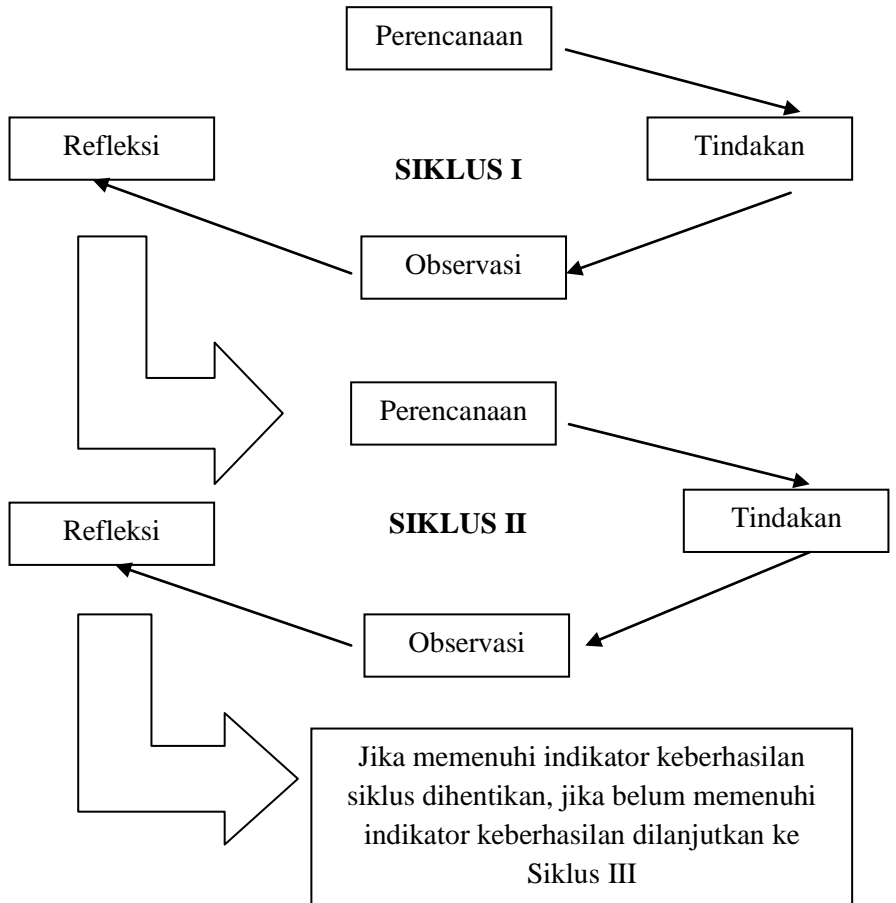 Perencanaan
Refleksi
Tindakan
SIKLUS I
Observasi
Perencanaan
Refleksi
SIKLUS II
Tindakan
Observasi
Jika memenuhi indikator keberhasilan
siklus dihentikan, jika belum memenuhi
indikator keberhasilan dilanjutkan ke
Siklus III